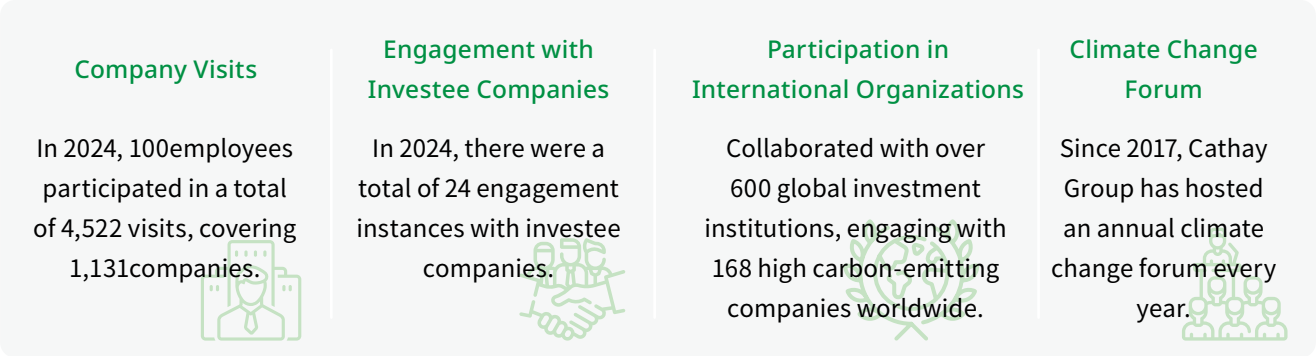 Company Visits
In 2024, 100employees
participated in a total
of 4,522 visits, covering
1,131companies.
Engagement with
Investee Companies
In 2024, there were a
total of 24 engagement
instances with investee
companies.
Participation in
International Organizations
Collaborated with over
600 global investment
institutions, engaging with
168 high carbon-emitting
companies worldwide.
Climate Change
Forum
Since 2017, Cathay
Group has hosted
an annual climate
change forum every
year.